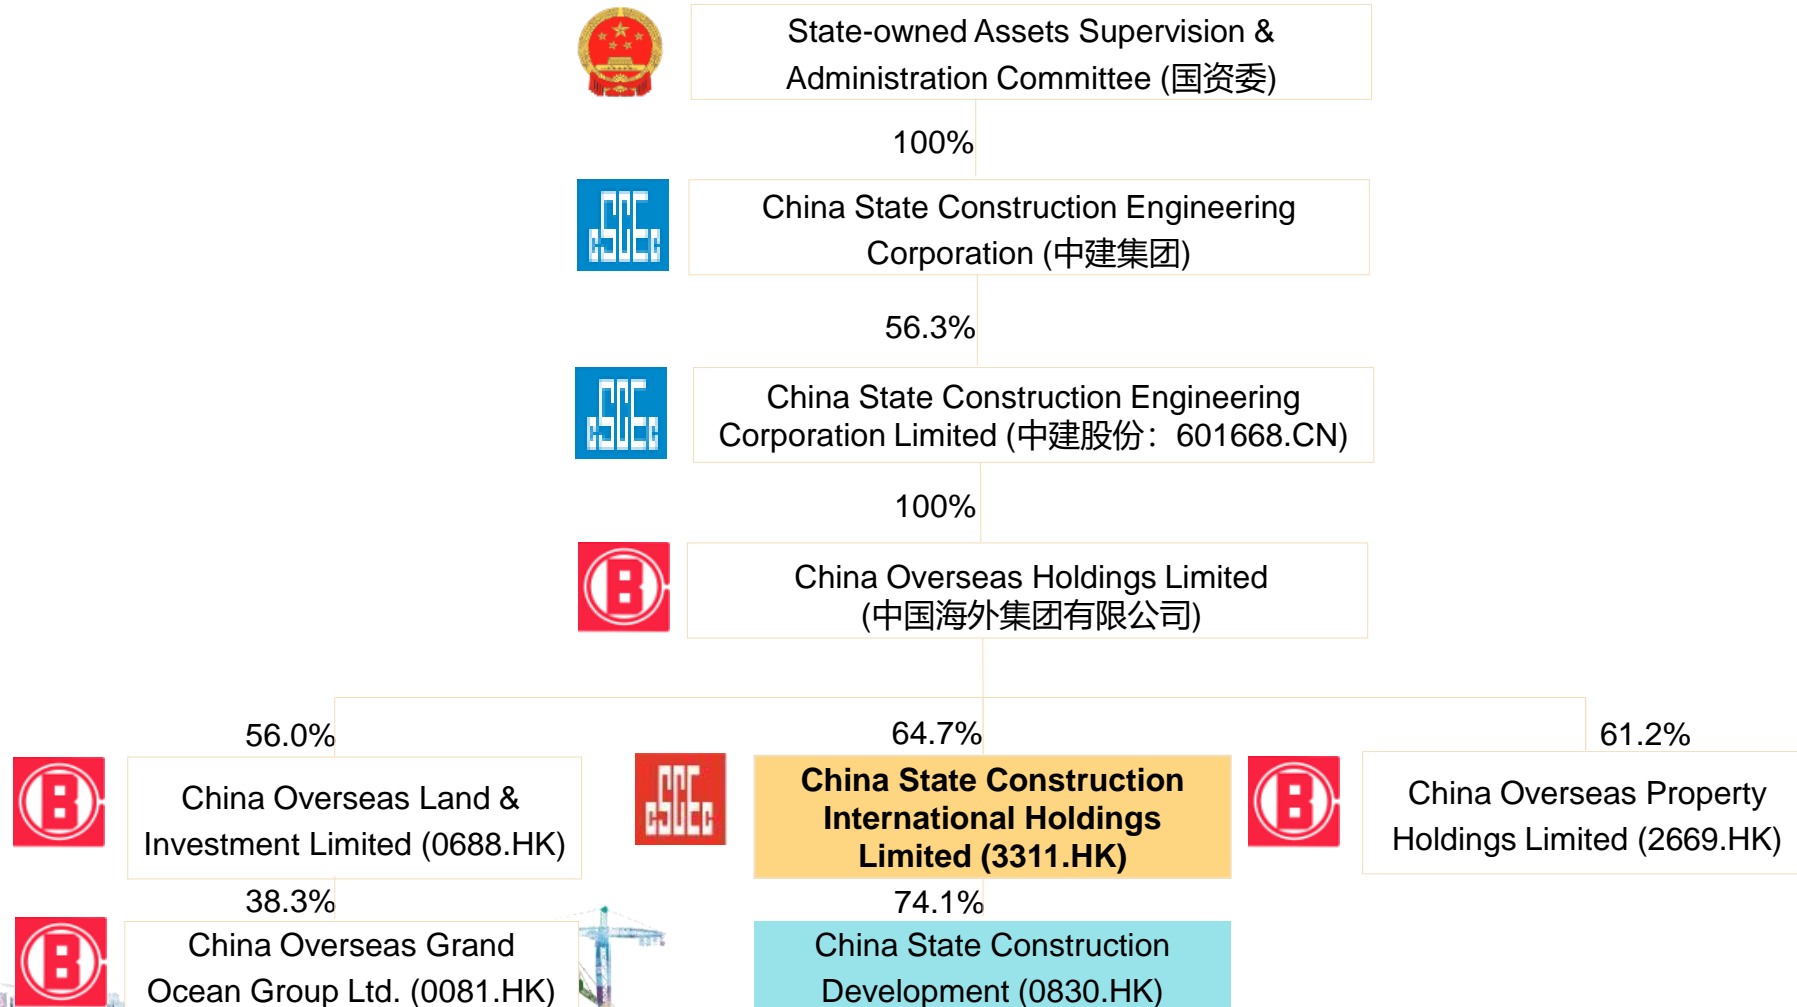 State-owned Assets Supervision &
Administration Committee (国资委)
100%
cSCEc
China State Construction Engineering
Corporation (中建集团)
56.3%
cSCEc
China State Construction Engineering
Corporation Limited (中建股份：601668.CN)
100%
China Overseas Holdings Limited
(中国海外集团有限公司)
56.0%
64.7%
61.2%
China Overseas Land &
Investment Limited (0688.HK)
cSCEc
China State Construction
International Holdings
Limited (3311.HK)
China Overseas Property
Holdings Limited (2669.HK)
38.3%
74.1%
China Overseas Grand
Ocean Group Ltd. (0081.HK)
China State Construction
Development (0830.HK)